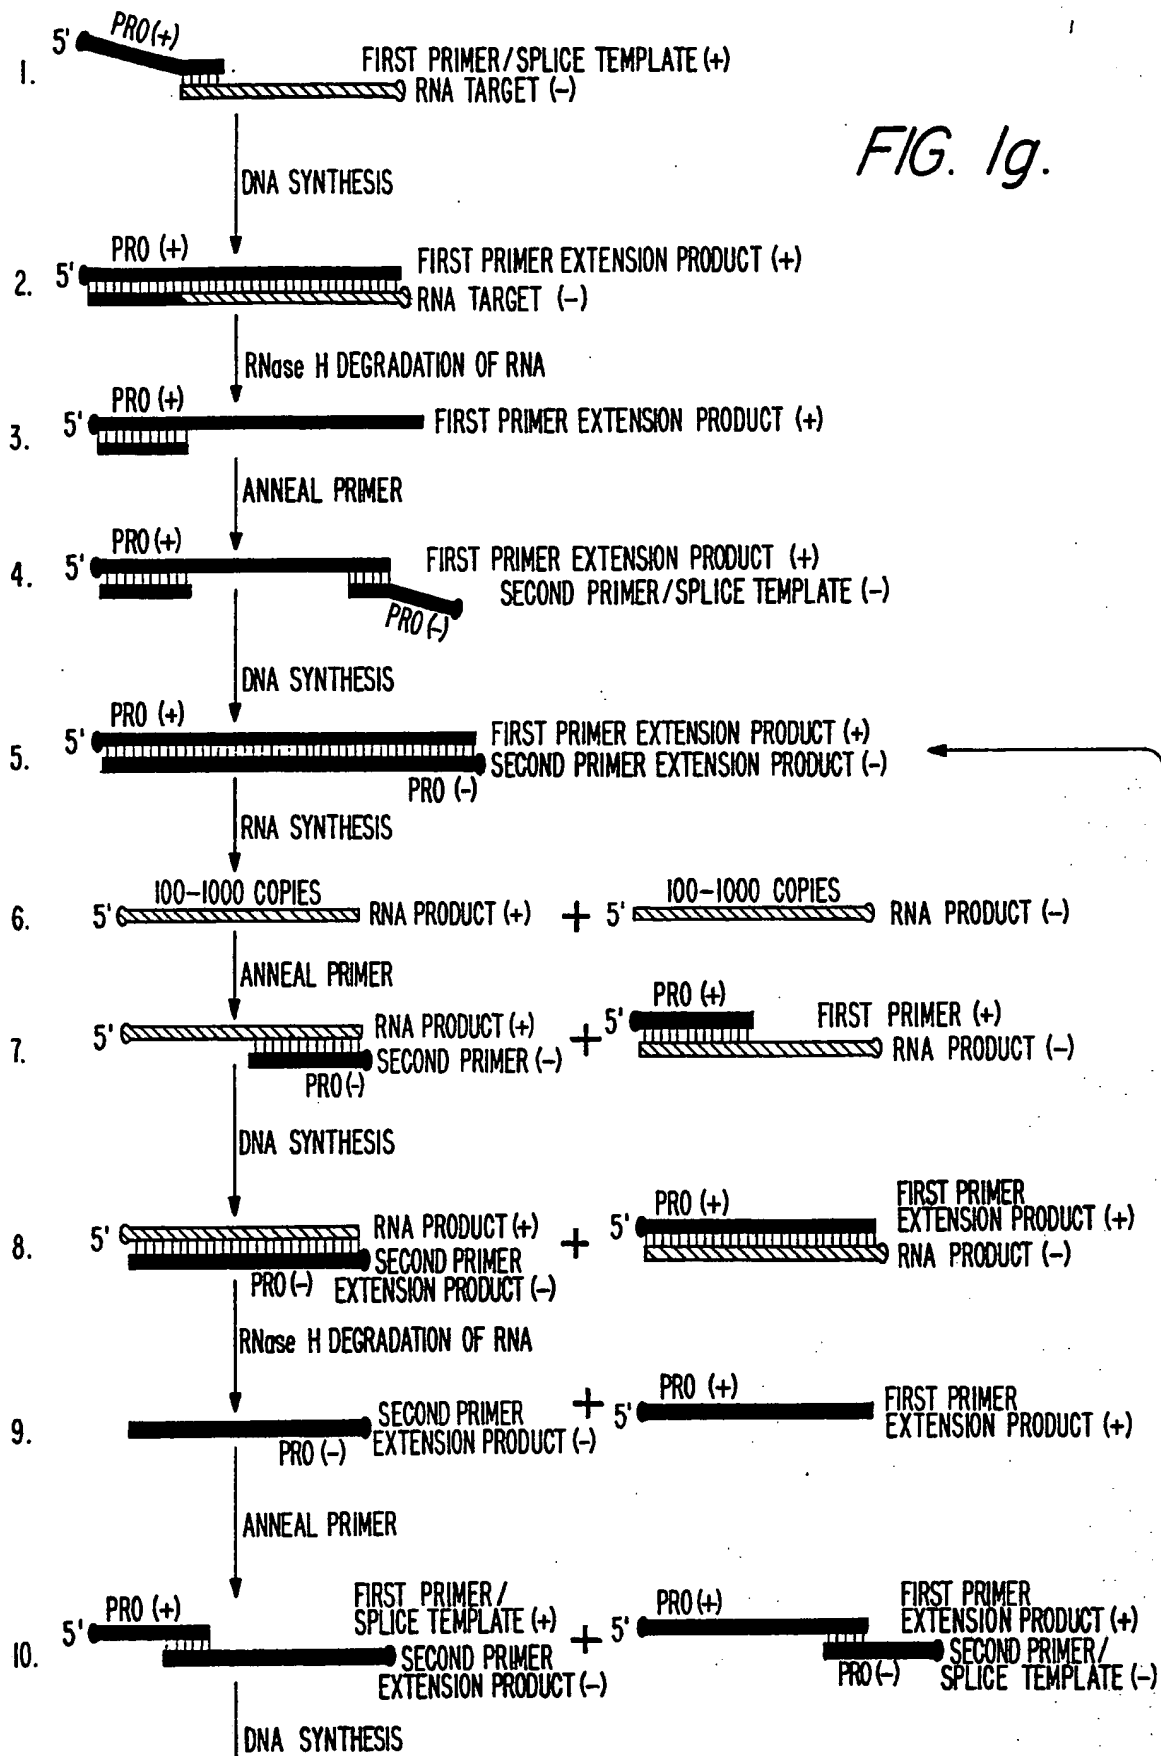 FIG. 1g.
1.
5' PRO (+)
FIRST PRIMER/SPLICE TEMPLATE (+)
RNA TARGET (-)
DNA SYNTHESIS
2.
PRO (+)
5'
FIRST PRIMER EXTENSION PRODUCT (+)
RNA TARGET (-)
RNase H DEGRADATION OF RNA
3.
PRO (+)
5'
FIRST PRIMER EXTENSION PRODUCT (+)
ANNEAL PRIMER
4.
PRO (+)
5'
FIRST PRIMER EXTENSION PRODUCT (+)
SECOND PRIMER/SPLICE TEMPLATE (-)
PRO (-)
DNA SYNTHESIS
5.
PRO (+)
5'
FIRST PRIMER EXTENSION PRODUCT (+)
SECOND PRIMER EXTENSION PRODUCT (-)
PRO (-)
RNA SYNTHESIS
6.
100-1000 COPIES
5' RNA PRODUCT (+)
+
100-1000 COPIES
5' RNA PRODUCT (-)
ANNEAL PRIMER
7.
5' RNA PRODUCT (+)
SECOND PRIMER (-)
PRO (-)
+
PRO (+)
5' FIRST PRIMER (+)
RNA PRODUCT (-)
DNA SYNTHESIS
8.
5' RNA PRODUCT (+)
SECOND PRIMER
EXTENSION PRODUCT (-)
PRO (-)
+
PRO (+)
5'
FIRST PRIMER
EXTENSION PRODUCT (+)
RNA PRODUCT (-)
RNase H DEGRADATION OF RNA
9.
SECOND PRIMER
EXTENSION PRODUCT (-)
PRO (-)
+
PRO (+)
5'
FIRST PRIMER
EXTENSION PRODUCT (+)
ANNEAL PRIMER
10.
PRO (+)
5'
FIRST PRIMER/
SPLICE TEMPLATE (+)
SECOND PRIMER
EXTENSION PRODUCT (-)
+
PRO (+)
5'
FIRST PRIMER
EXTENSION PRODUCT (+)
SECOND PRIMER/
SPLICE TEMPLATE (-)
PRO (-)
DNA SYNTHESIS